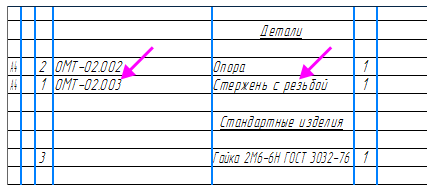 Детали
А4 2 ОМТ-02.002 Опора 1
А4 1 ОМТ-02.003 Стержень с резьбой 1
Стандартные изделия
3 Гайка 2М6-6Н ГОСТ 3032-76 1